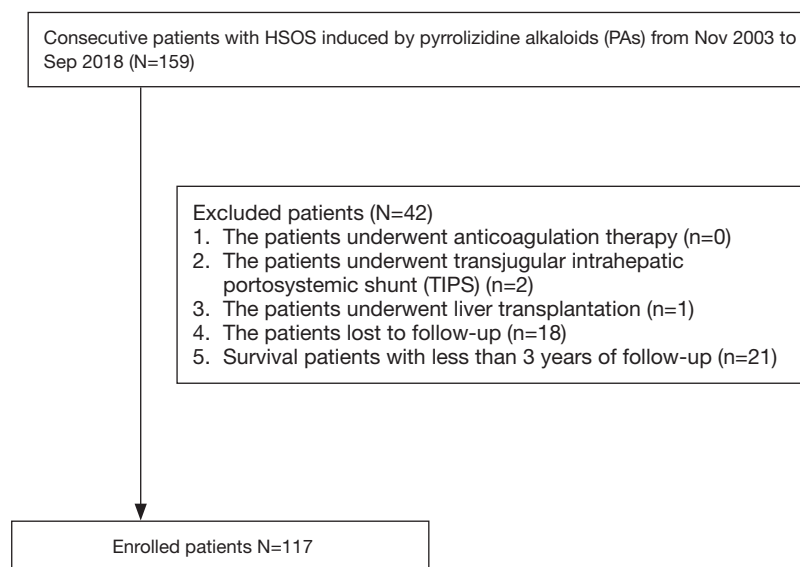 Consecutive patients with HSOS induced by pyrrolizidine alkaloids (PAs) from Nov 2003 to
Sep 2018 (N=159)
Excluded patients (N=42)
1. The patients underwent anticoagulation therapy (n=0)
2. The patients underwent transjugular intrahepatic
portosystemic shunt (TIPS) (n=2)
3. The patients underwent liver transplantation (n=1)
4. The patients lost to follow-up (n=18)
5. Survival patients with less than 3 years of follow-up (n=21)
Enrolled patients N=117